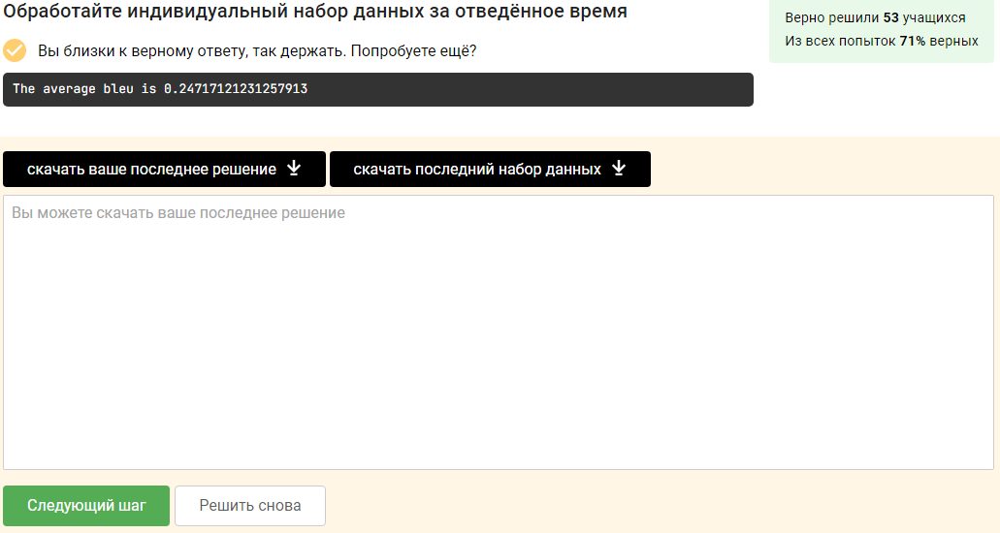 Обработайте индивидуальный набор данных за отведённое время
Верно решили 53 учащихся
Из всех попыток 71% верных
Вы близки к верному ответу, так держать. Попробуете ещё?
The average bleu is 0.24717121231257913
скачать ваше последнее решение
скачать последний набор данных
Вы можете скачать ваше последнее решение
Следующий шаг
Решить снова